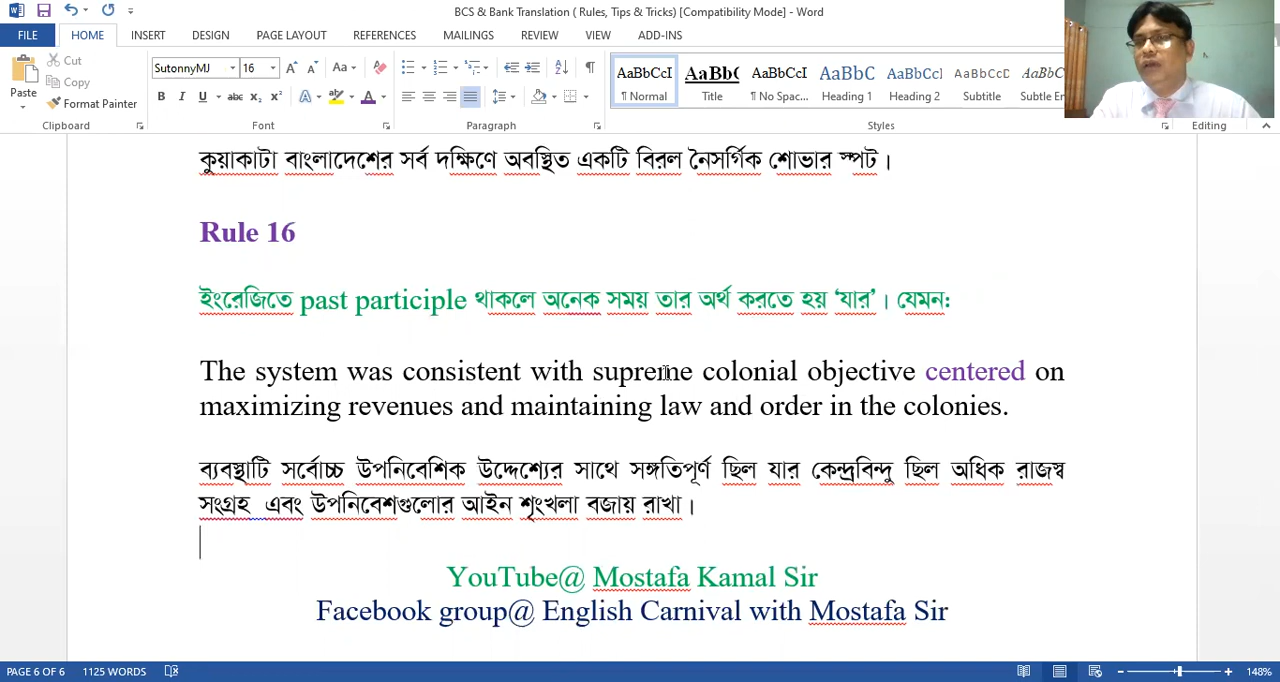 BCS & Bank Translation ( Rules, Tips & Tricks) [Compatibility Mode] - Word
FILE HOME INSERT DESIGN PAGE LAYOUT REFERENCES MAILINGS REVIEW VIEW ADD-INS
Cut
Copy
Format Painter
Paste
SutonnyMJ 16
AaBbCcI AaBb( AaBbCcI AaBbCc AaBbCcI AaBbCcD AaBbCcI
¶ Normal Title ¶ No Spac... Heading 1 Heading 2 Subtitle Subtle Em
Clipboard Font Paragraph Styles Editing
কুয়াকাটা বাংলাদেশের সর্ব দক্ষিণে অবস্থিত একটি বিরল নৈসর্গিক শোভার স্পট।
Rule 16
ইংরেজিতে past participle থাকলে অনেক সময় তার অর্থ করতে হয় ‘যার’। যেমন:
The system was consistent with supreme colonial objective centered on
maximizing revenues and maintaining law and order in the colonies.
ব্যবস্থাটি সর্বোচ্চ উপনিবেশিক উদ্দেশ্যের সাথে সঙ্গতিপূর্ণ ছিল যার কেন্দ্রবিন্দু ছিল অধিক রাজস্ব
সংগ্রহ এবং উপনিবেশগুলোর আইন শৃংখলা বজায় রাখা।
YouTube@ Mostafa Kamal Sir
Facebook group@ English Carnival with Mostafa Sir
PAGE 6 OF 6 1125 WORDS 148%